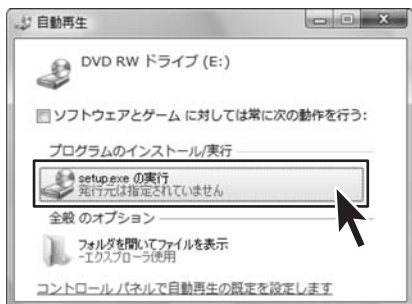 自動再生
DVD RW ドライブ (E:)
ソフトウェアとゲーム に対しては常に次の動作を行う:
プログラムのインストール/実行
setup.exe の実行
発行元は指定されていません
全般 のオプション
フォルダを開いてファイルを表示
-エクスプローラ使用
コントロール パネルで自動再生の既定を設定します